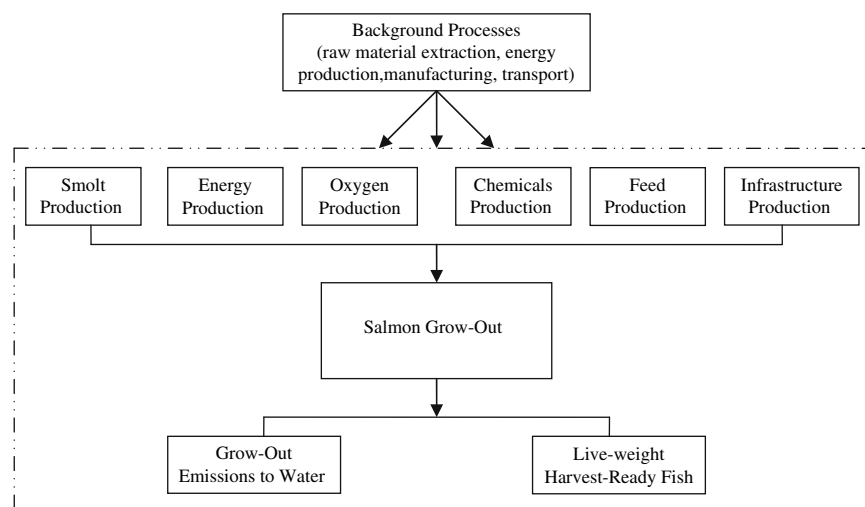 Background Processes
(raw material extraction, energy
production,manufacturing, transport)
Smolt
Production
Energy
Production
Oxygen
Production
Chemicals
Production
Feed
Production
Infrastructure
Production
Salmon Grow-Out
Grow-Out
Emissions to Water
Live-weight
Harvest-Ready Fish